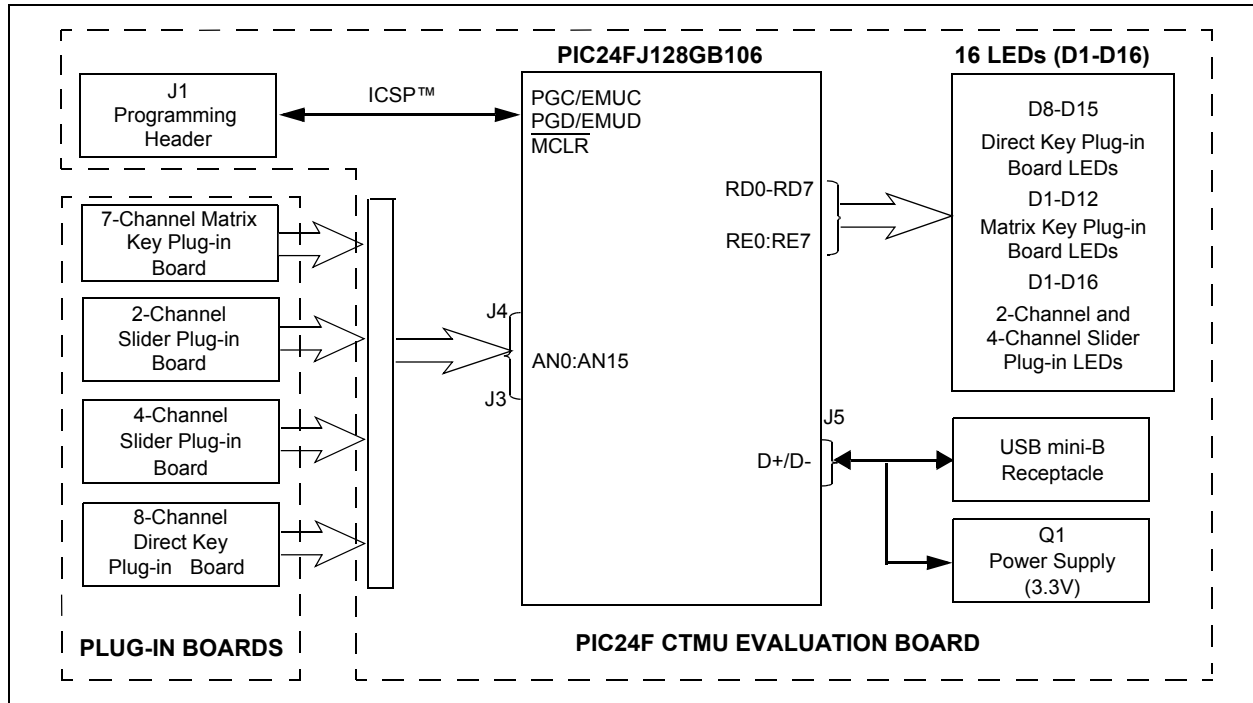 PIC24FJ128GB106
16 LEDs (D1-D16)
J1
Programming
Header
ICSP™
PGC/EMUC
PGD/EMUD
MCLR
D8-D15
Direct Key Plug-in
Board LEDs
D1-D12
Matrix Key Plug-in
Board LEDs
D1-D16
2-Channel and
4-Channel Slider
Plug-in LEDs
RD0-RD7
RE0:RE7
7-Channel Matrix
Key Plug-in
Board
2-Channel
Slider Plug-in
Board
4-Channel
Slider Plug-in
Board
8-Channel
Direct Key
Plug-in Board
J4
AN0:AN15
J3
J5
D+/D-
USB mini-B
Receptacle
Q1
Power Supply
(3.3V)
PLUG-IN BOARDS
PIC24F CTMU EVALUATION BOARD